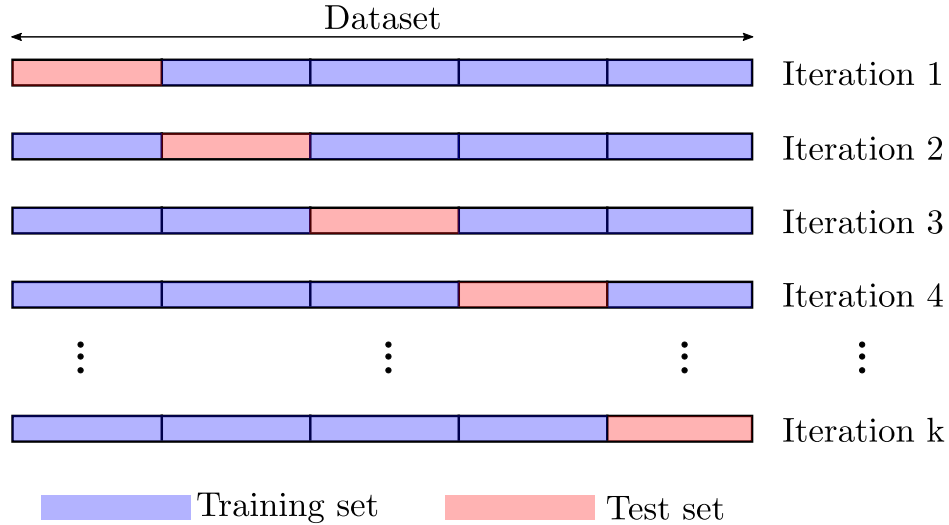 Dataset
Iteration 1
Iteration 2
Iteration 3
Iteration 4
Iteration k
Training set
Test set